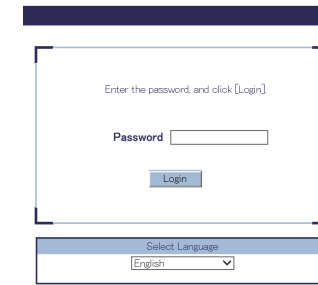 Enter the password, and click [Login]
Password
Login
Select Language
English